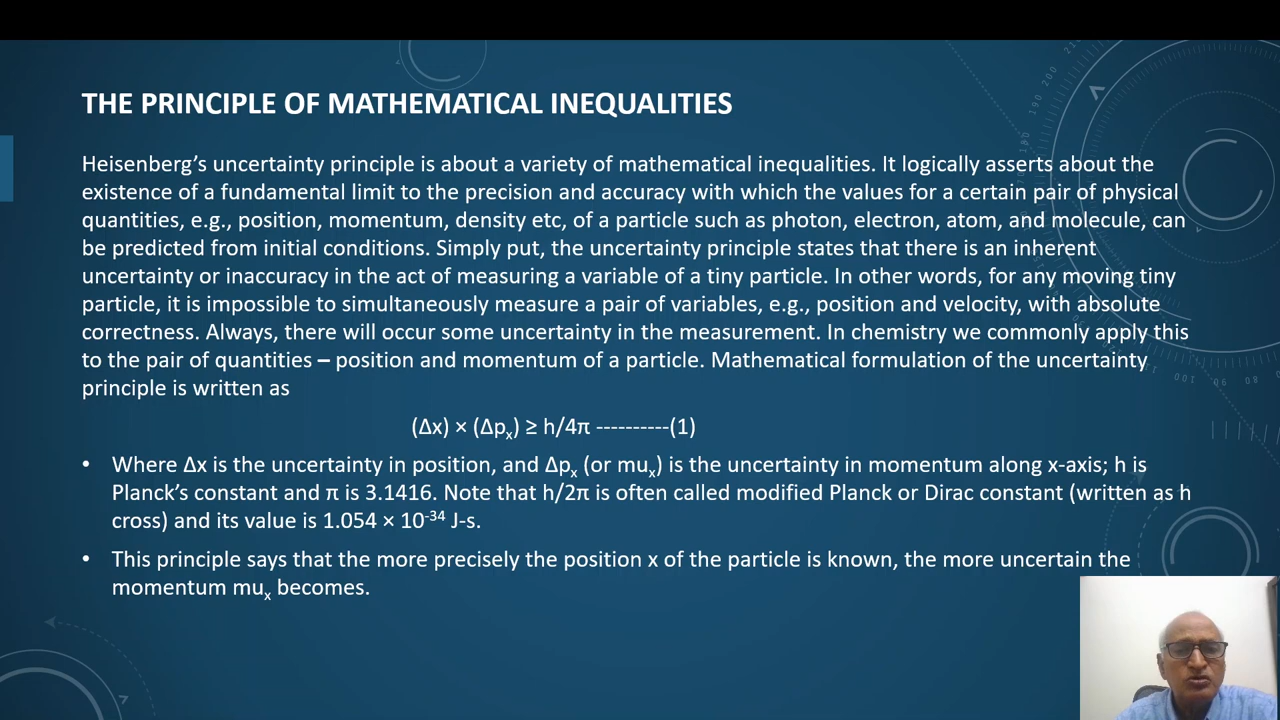 THE PRINCIPLE OF MATHEMATICAL INEQUALITIES
Heisenberg’s uncertainty principle is about a variety of mathematical inequalities. It logically asserts about the
existence of a fundamental limit to the precision and accuracy with which the values for a certain pair of physical
quantities, e.g., position, momentum, density etc, of a particle such as photon, electron, atom, and molecule, can
be predicted from initial conditions. Simply put, the uncertainty principle states that there is an inherent
uncertainty or inaccuracy in the act of measuring a variable of a tiny particle. In other words, for any moving tiny
particle, it is impossible to simultaneously measure a pair of variables, e.g., position and velocity, with absolute
correctness. Always, there will occur some uncertainty in the measurement. In chemistry we commonly apply this
to the pair of quantities – position and momentum of a particle. Mathematical formulation of the uncertainty
principle is written as
(Δx) × (Δpₓ) ≥ h/4π ----------(1)
• Where Δx is the uncertainty in position, and Δpₓ (or muₓ) is the uncertainty in momentum along x-axis; h is
Planck’s constant and π is 3.1416. Note that h/2π is often called modified Planck or Dirac constant (written as h
cross) and its value is 1.054 × 10⁻³⁴ J-s.
• This principle says that the more precisely the position x of the particle is known, the more uncertain the
momentum muₓ becomes.